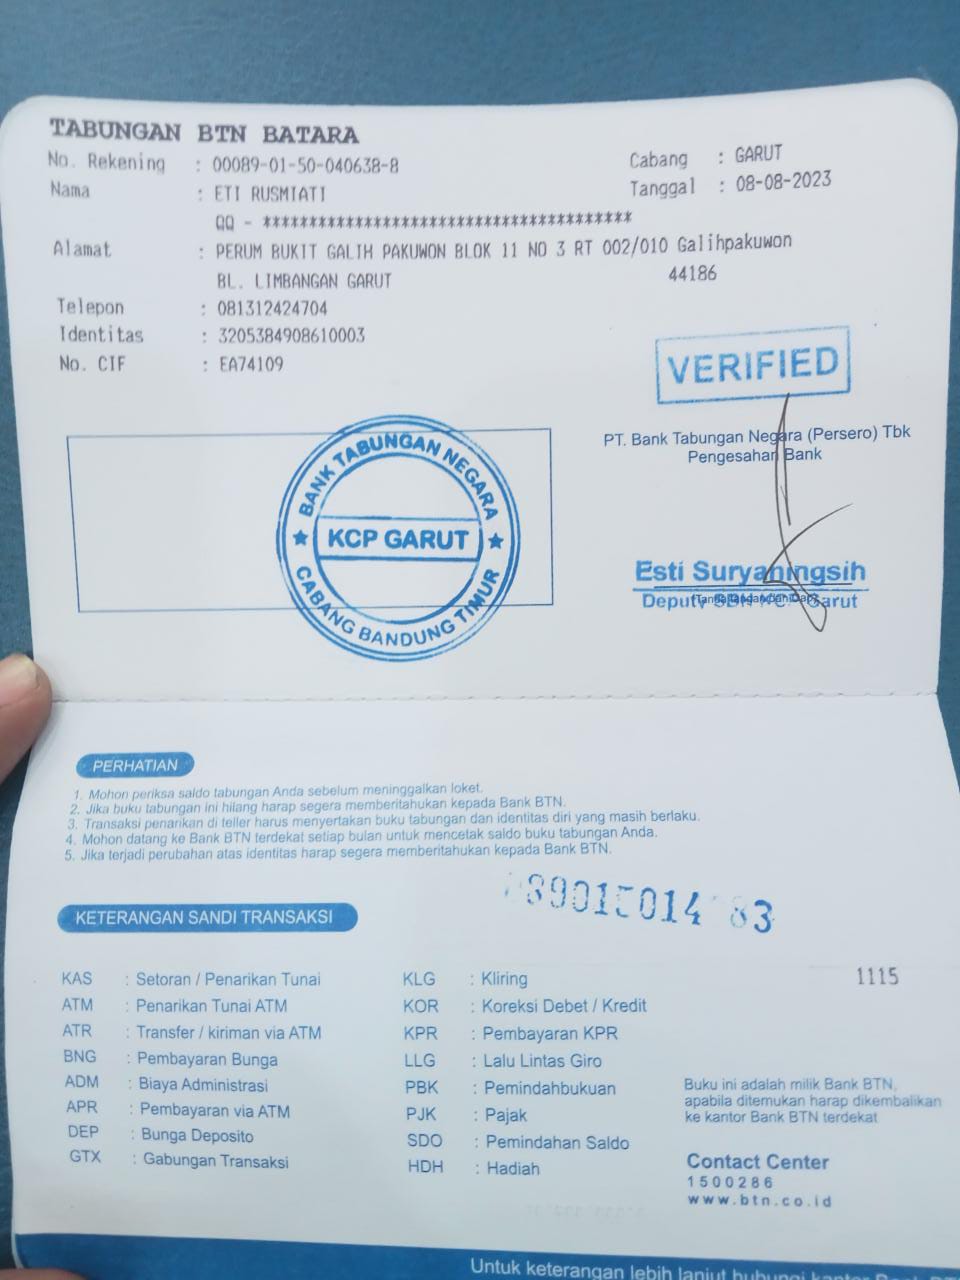 TABUNGAN BTN BATARA
No. Rekening : 00089-01-50-040638-8
Cabang : GARUT
Nama : ETI RUSMIATI
Tanggal : 08-08-2023
QQ - ****************************************
Alamat : PERUM BUKIT GALIH PAKUWON BLOK 11 NO 3 RT 002/010 Galihpakuwon
BL. LIMBANGAN GARUT 44186
Telepon : 081312424704
Identitas : 3205384908610003
No. CIF : EA74109
VERIFIED
PT. Bank Tabungan Negara (Persero) Tbk
Pengesahan Bank
BANK TABUNGAN NEGARA
KCP GARUT
CABANG BANDUNG TIMUR
Esti Suryaningsih
Deputy Garut
PERHATIAN
1. Mohon periksa saldo tabungan Anda sebelum meninggalkan loket.
2. Jika buku tabungan ini hilang harap segera memberitahukan kepada Bank BTN.
3. Transaksi penarikan di teller harus menyertakan buku tabungan dan identitas diri yang masih berlaku.
4. Mohon datang ke Bank BTN terdekat setiap bulan untuk mencetak saldo buku tabungan Anda.
5. Jika terjadi perubahan atas identitas harap segera memberitahukan kepada Bank BTN.
KETERANGAN SANDI TRANSAKSI
1115
KAS : Setoran / Penarikan Tunai
ATM : Penarikan Tunai ATM
ATR : Transfer / kiriman via ATM
BNG : Pembayaran Bunga
ADM : Biaya Administrasi
APR : Pembayaran via ATM
DEP : Bunga Deposito
GTX : Gabungan Transaksi
KLG : Kliring
KOR : Koreksi Debet / Kredit
KPR : Pembayaran KPR
LLG : Lalu Lintas Giro
PBK : Pemindahbukuan
PJK : Pajak
SDO : Pemindahan Saldo
HDH : Hadiah
Buku ini adalah milik Bank BTN,
apabila ditemukan harap dikembalikan
ke kantor Bank BTN terdekat
Contact Center
1500286
www.btn.co.id
Untuk keterangan lebih lanjut hubungi